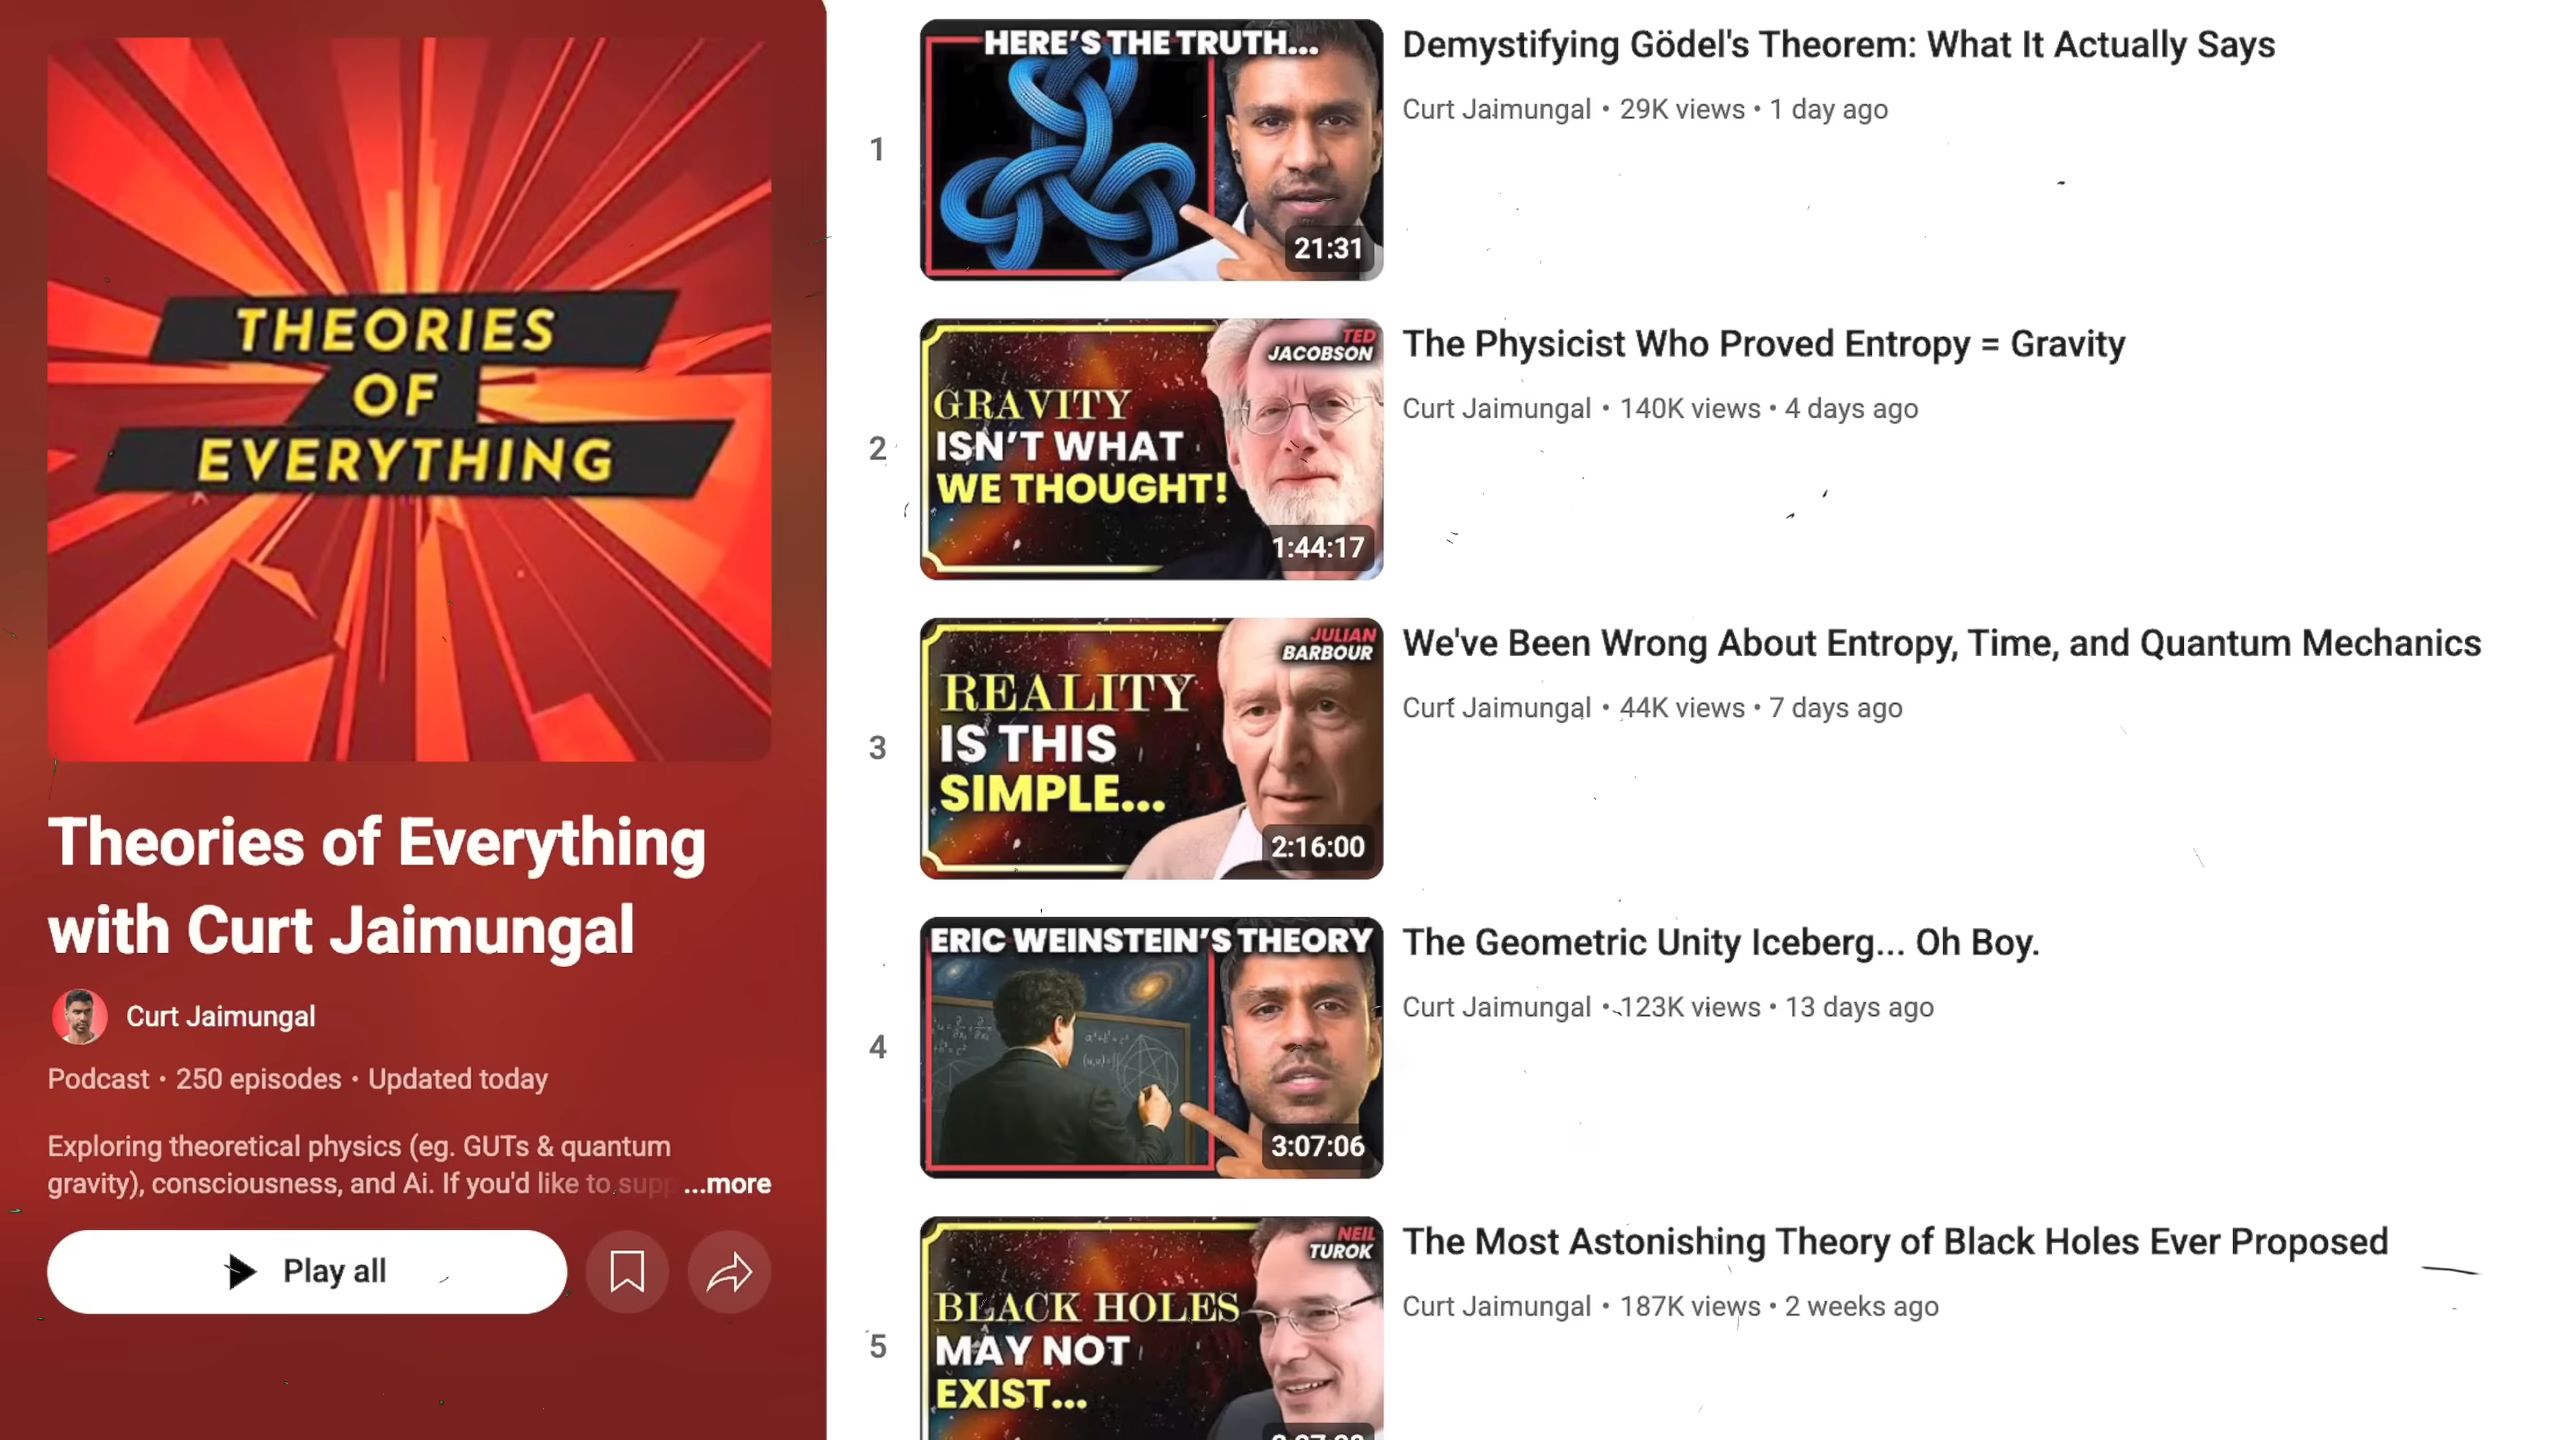 THEORIES
OF
EVERYTHING
Theories of Everything
with Curt Jaimungal
Curt Jaimungal
Podcast • 250 episodes • Updated today
Exploring theoretical physics (eg. GUTs & quantum
gravity), consciousness, and Ai. If you'd like to supp ...more
Play all
1
HERE'S THE TRUTH...
21:31
Demystifying Gödel's Theorem: What It Actually Says
Curt Jaimungal • 29K views • 1 day ago
2
TED
JACOBSON
GRAVITY
ISN'T WHAT
WE THOUGHT!
1:44:17
The Physicist Who Proved Entropy = Gravity
Curt Jaimungal • 140K views • 4 days ago
3
JULIAN
BARBOUR
REALITY
IS THIS
SIMPLE...
2:16:00
We've Been Wrong About Entropy, Time, and Quantum Mechanics
Curt Jaimungal • 44K views • 7 days ago
4
ERIC WEINSTEIN'S THEORY
3:07:06
The Geometric Unity Iceberg... Oh Boy.
Curt Jaimungal • 123K views • 13 days ago
5
NEIL
TUROK
BLACK HOLES
MAY NOT
EXIST...
The Most Astonishing Theory of Black Holes Ever Proposed
Curt Jaimungal • 187K views • 2 weeks ago